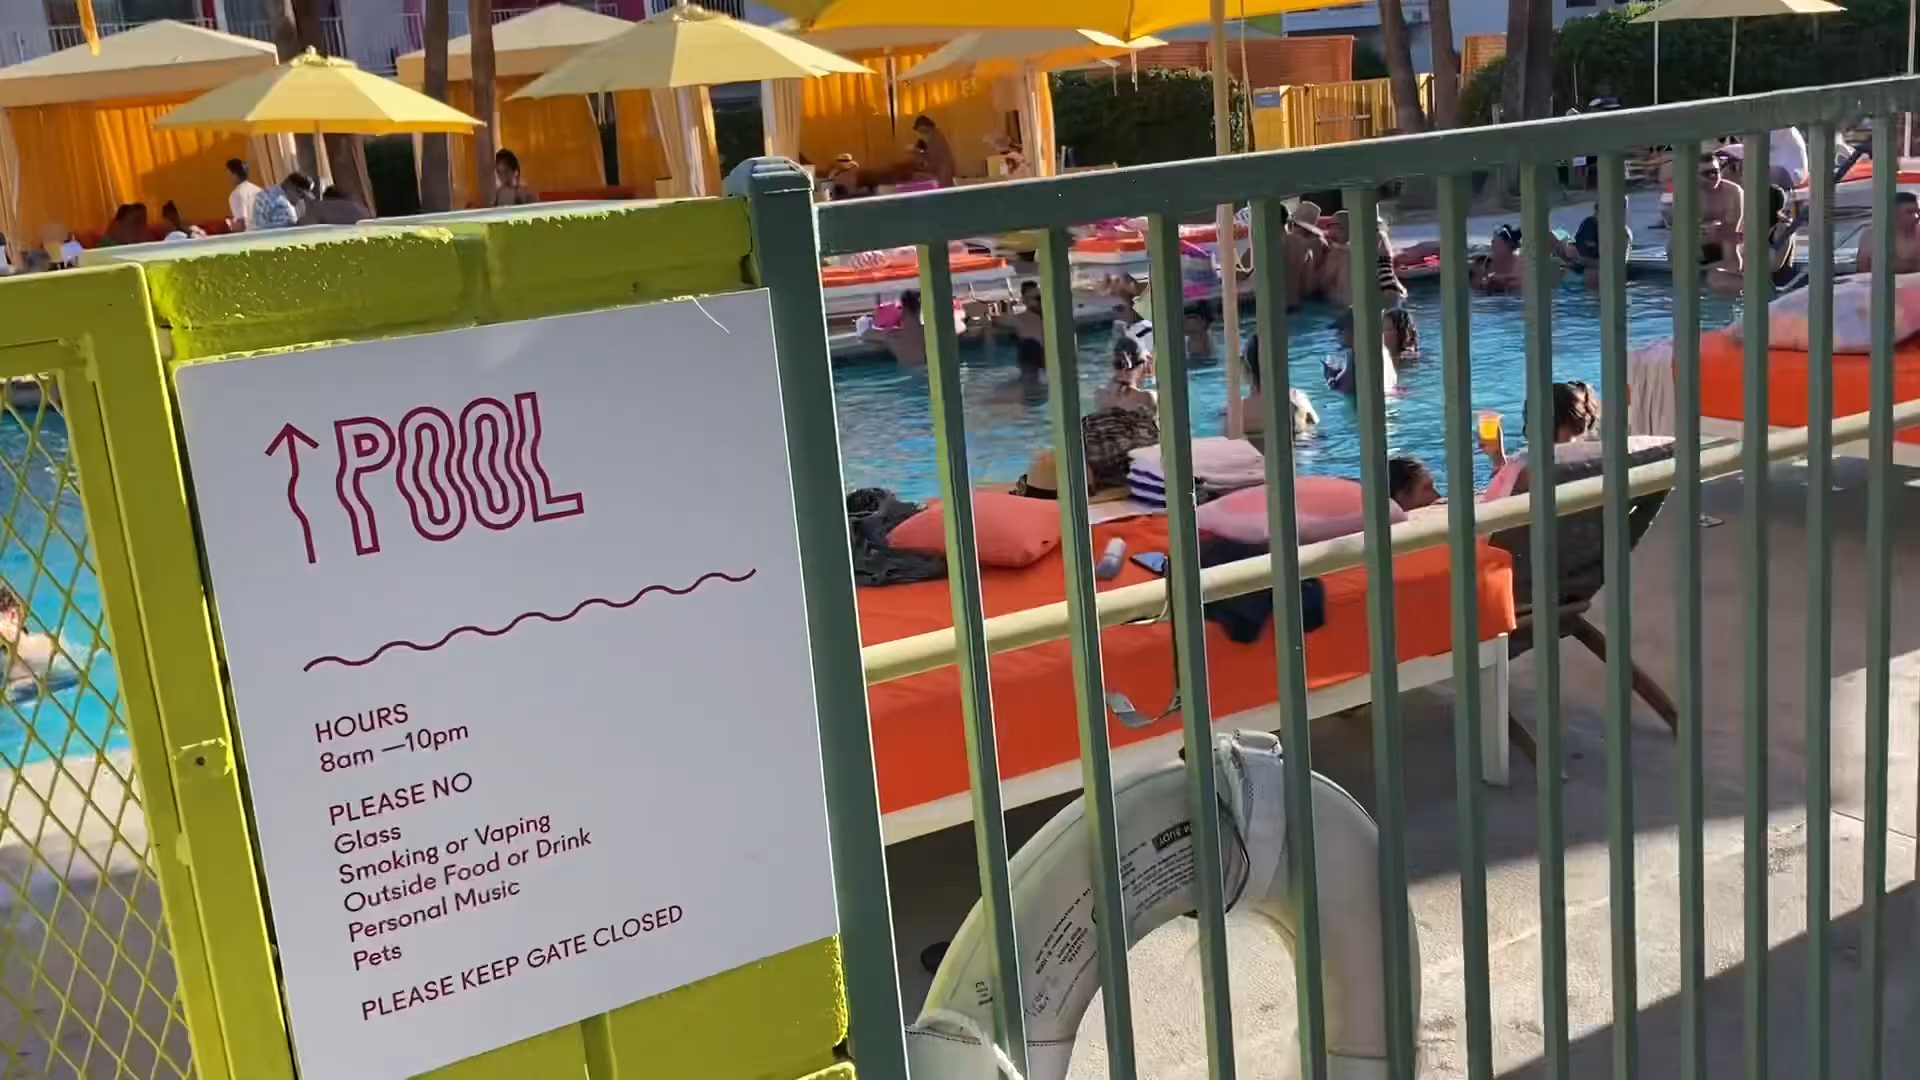 POOL
HOURS
8am—10pm
PLEASE NO
Glass
Smoking or Vaping
Outside Food or Drink
Personal Music
Pets
PLEASE KEEP GATE CLOSED